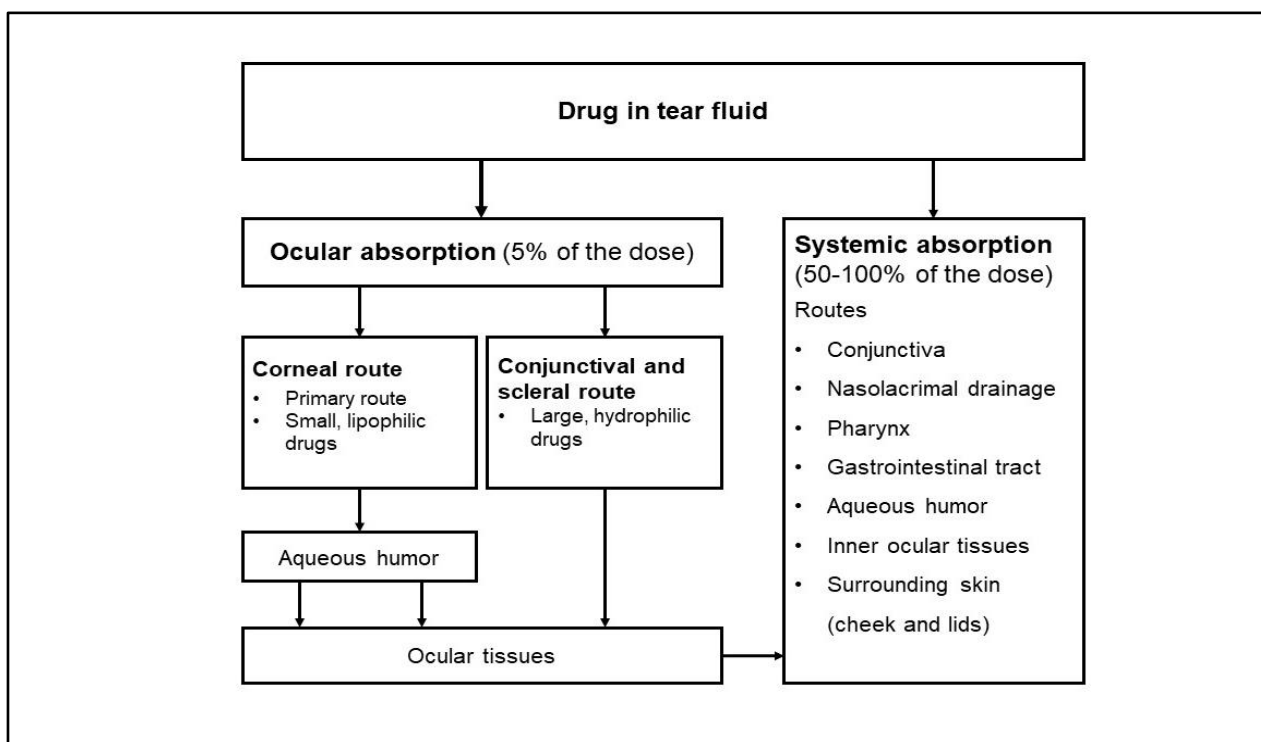 Drug in tear fluid
Ocular absorption (5% of the dose)
Systemic absorption
(50-100% of the dose)
Routes
• Conjunctiva
• Nasolacrimal drainage
• Pharynx
• Gastrointestinal tract
• Aqueous humor
• Inner ocular tissues
• Surrounding skin
(cheek and lids)
Corneal route
• Primary route
• Small, lipophilic
drugs
Conjunctival and
scleral route
• Large, hydrophilic
drugs
Aqueous humor
Ocular tissues